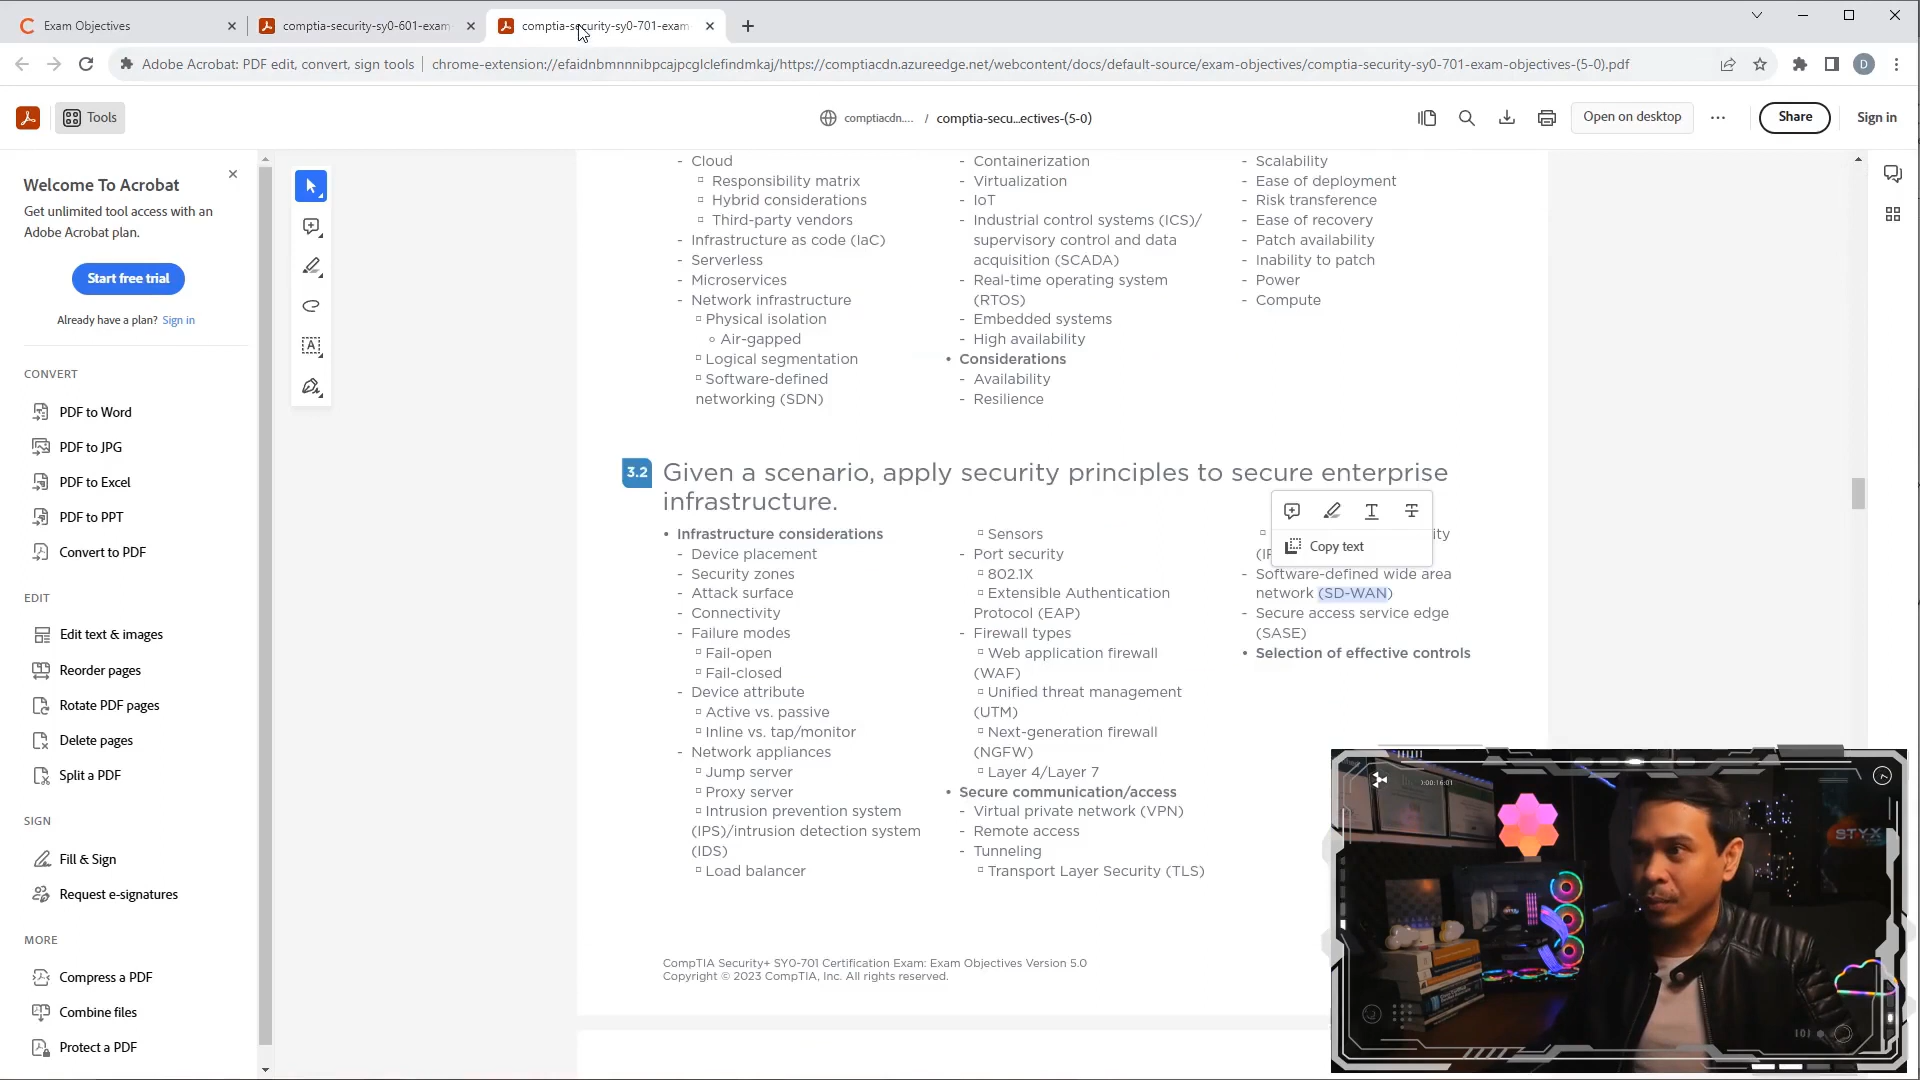 Exam Objectives
comptia-security-sy0-601-exam
comptia-security-sy0-701-exam
Adobe Acrobat: PDF edit, convert, sign tools
chrome-extension://efaidnbmnnnibpcajpcglclefindmkaj/https://comptiacdn.azureedge.net/webcontent/docs/default-source/exam-objectives/comptia-security-sy0-701-exam-objectives-(5-0).pdf
D
Tools
comptiacdn.... / comptia-secu...ectives-(5-0)
Open on desktop
Share
Sign in
Welcome To Acrobat
Get unlimited tool access with an
Adobe Acrobat plan.
Start free trial
Already have a plan? Sign in
CONVERT
PDF to Word
PDF to JPG
PDF to Excel
PDF to PPT
Convert to PDF
EDIT
Edit text & images
Reorder pages
Rotate PDF pages
Delete pages
Split a PDF
SIGN
Fill & Sign
Request e-signatures
MORE
Compress a PDF
Combine files
Protect a PDF
- Cloud
▫ Responsibility matrix
▫ Hybrid considerations
▫ Third-party vendors
- Infrastructure as code (IaC)
- Serverless
- Microservices
- Network infrastructure
▫ Physical isolation
○ Air-gapped
▫ Logical segmentation
▫ Software-defined
networking (SDN)
- Containerization
- Virtualization
- IoT
- Industrial control systems (ICS)/
supervisory control and data
acquisition (SCADA)
- Real-time operating system
(RTOS)
- Embedded systems
- High availability
• Considerations
- Availability
- Resilience
- Scalability
- Ease of deployment
- Risk transference
- Ease of recovery
- Patch availability
- Inability to patch
- Power
- Compute
3.2 Given a scenario, apply security principles to secure enterprise
infrastructure.
• Infrastructure considerations
- Device placement
- Security zones
- Attack surface
- Connectivity
- Failure modes
▫ Fail-open
▫ Fail-closed
- Device attribute
▫ Active vs. passive
▫ Inline vs. tap/monitor
- Network appliances
▫ Jump server
▫ Proxy server
▫ Intrusion prevention system
(IPS)/intrusion detection system
(IDS)
▫ Load balancer
▫ Sensors
- Port security
▫ 802.1X
▫ Extensible Authentication
Protocol (EAP)
- Firewall types
▫ Web application firewall
(WAF)
▫ Unified threat management
(UTM)
▫ Next-generation firewall
(NGFW)
▫ Layer 4/Layer 7
• Secure communication/access
- Virtual private network (VPN)
- Remote access
- Tunneling
▫ Transport Layer Security (TLS)
Copy text
- Software-defined wide area
network (SD-WAN)
- Secure access service edge
(SASE)
• Selection of effective controls
CompTIA Security+ SY0-701 Certification Exam: Exam Objectives Version 5.0
Copyright © 2023 CompTIA, Inc. All rights reserved.
STYX